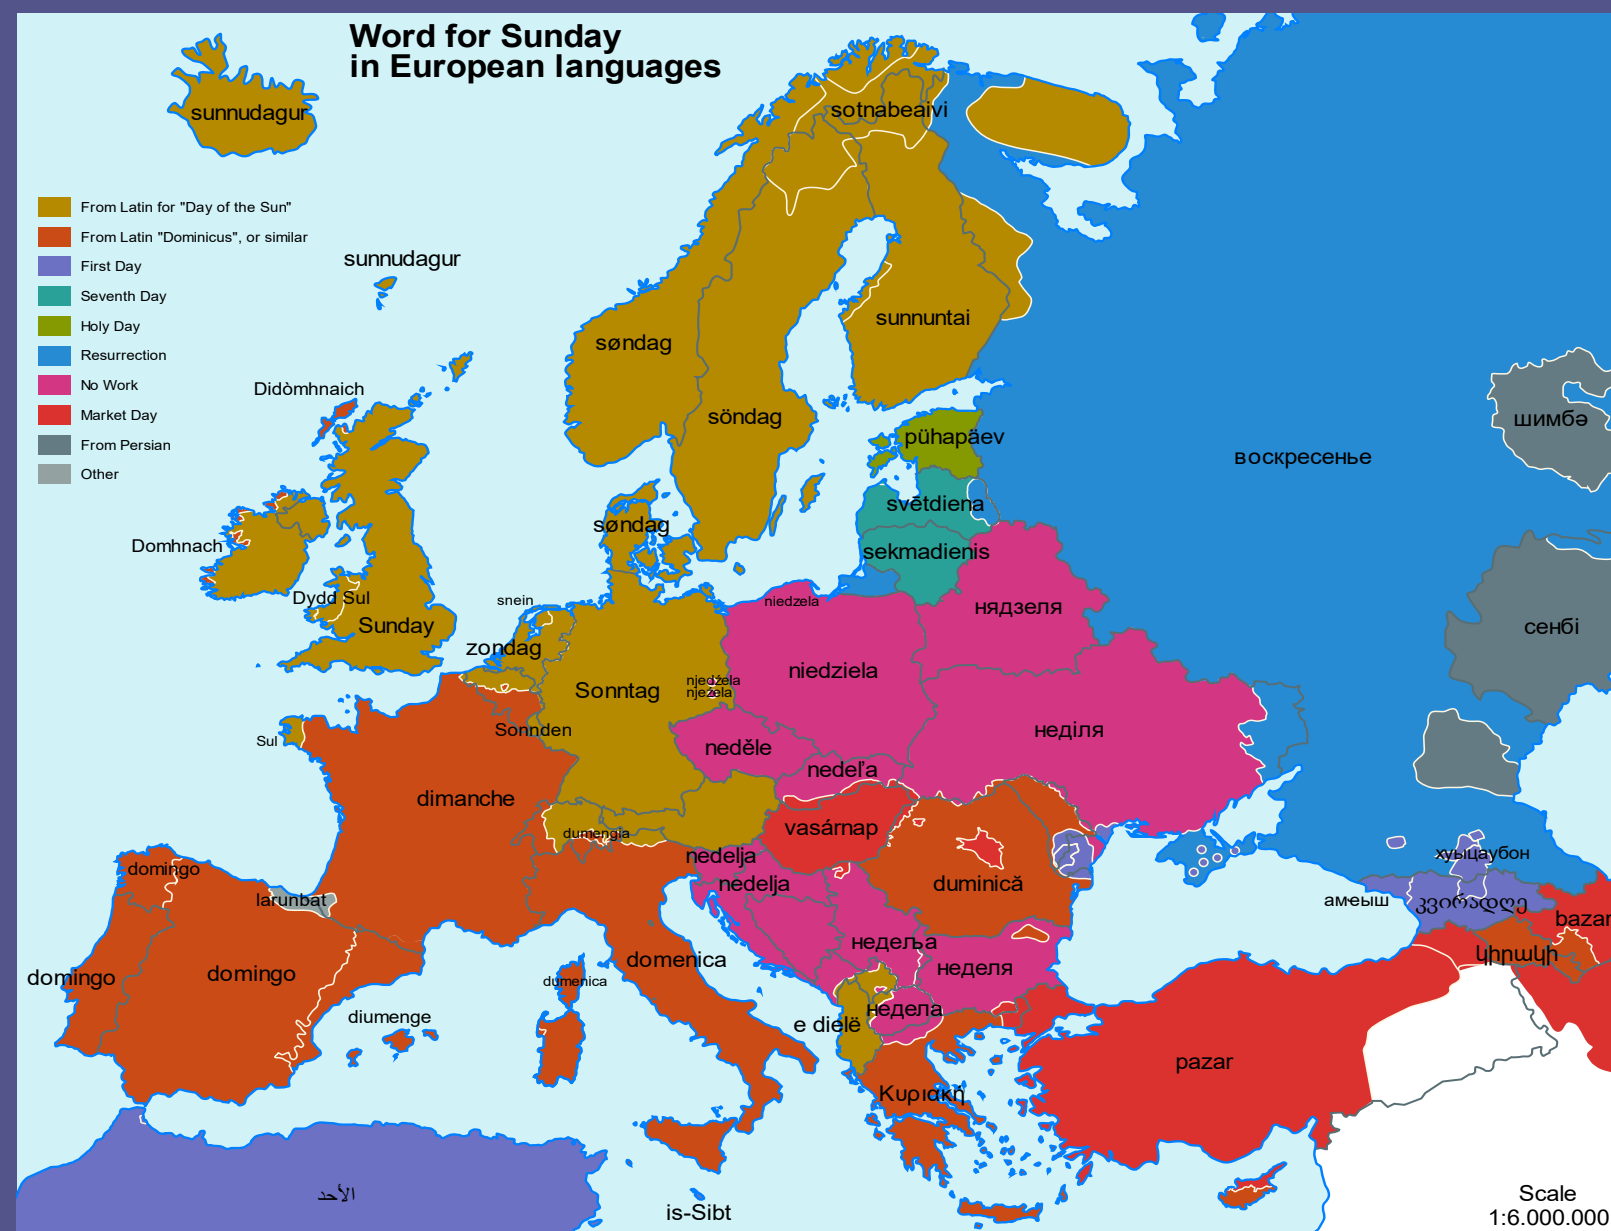 Word for Sunday
in European languages
From Latin for "Day of the Sun"
From Latin "Dominicus", or similar
First Day
Seventh Day
Holy Day
Resurrection
No Work
Market Day
From Persian
Other
sunnudagur
sotnabeaivi
sunnudagur
sunnuntai
søndag
Didòmhnaich
söndag
шимбә
pühapäev
воскресенье
svētdiena
søndag
Domhnach
sekmadienis
Dydd Sul
snein
niedzela
нядзеля
Sunday
сенбі
zondag
niedziela
njedźela
njeźela
Sonntag
Sonnden
неділя
Sul
neděle
nedeľa
dimanche
vasárnap
dumengia
nedelja
хуыцаубон
domingo
nedelja
duminică
larunbat
амҽыш
კვირადღე
bazar
недеља
կիրակի
domingo
domingo
domenica
неделя
dumenica
недела
diumenge
e dielë
pazar
Κυριακή
الأحد
is-Sibt
Scale
1:6.000.000